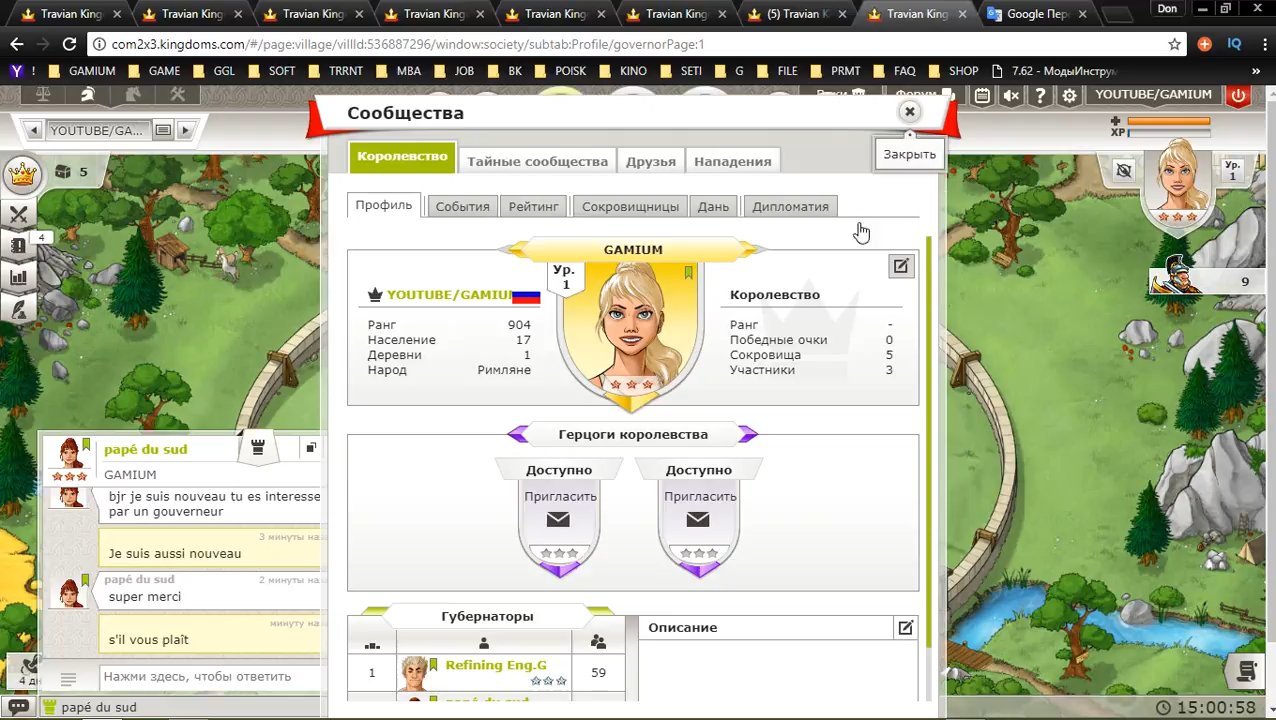 Travian King
Travian King
Travian King
Travian King
Travian King
Travian King
(5) Travian K
Travian King
Google Пер
Don
com2x3.kingdoms.com/#/page:village/villId:536887296/window:society/subtab:Profile/governorPage:1
IQ
Y !
GAMIUM
GAME
GGL
SOFT
TRRNT
MBA
JOB
BK
POISK
KINO
SETI
G
FILE
PRMT
FAQ
SHOP
7.62 - МодыИнструм
»
YOUTUBE/GAMIUM
Сообщества
YOUTUBE/GA...
XP
Закрыть
Королевство
Тайные сообщества
Друзья
Нападения
5
Ур.
1
Профиль
События
Рейтинг
Сокровищницы
Дань
Дипломатия
4
GAMIUM
Ур.
1
YOUTUBE/GAMIUM
Королевство
9
Ранг 904
Население 17
Деревни 1
Народ Римляне
Ранг -
Победные очки 0
Сокровища 5
Участники 3
Герцоги королевства
papé du sud
GAMIUM
Доступно
Пригласить
Доступно
Пригласить
bjr je suis nouveau tu es interesse
par un gouverneur
3 минуты на
Je suis aussi nouveau
papé du sud
2 минуты на
super merci
минуту на
s'il vous plaît
Нажми здесь, чтобы ответить
papé du sud
Губернаторы
Описание
1 Refining Eng.G 59
4 дн
15:00:58